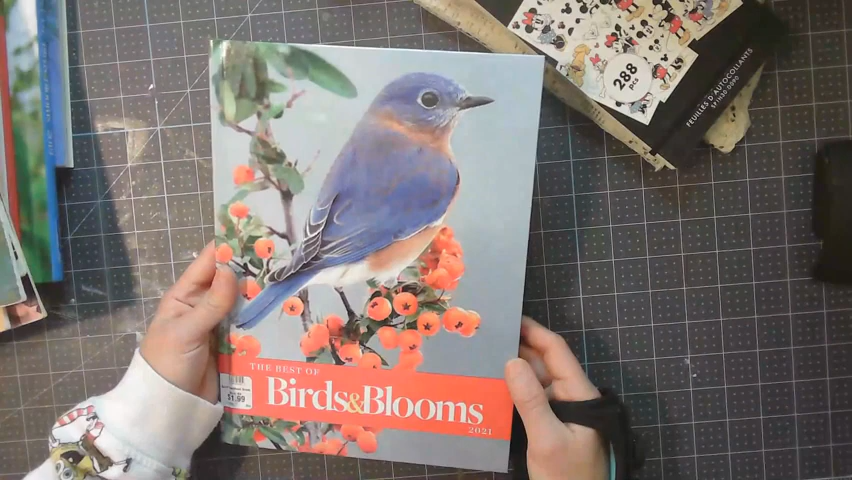 288
pcs
FEUILLES D'AUTOCOLLANTS
THE BEST OF
Birds&Blooms
2021
$1.99